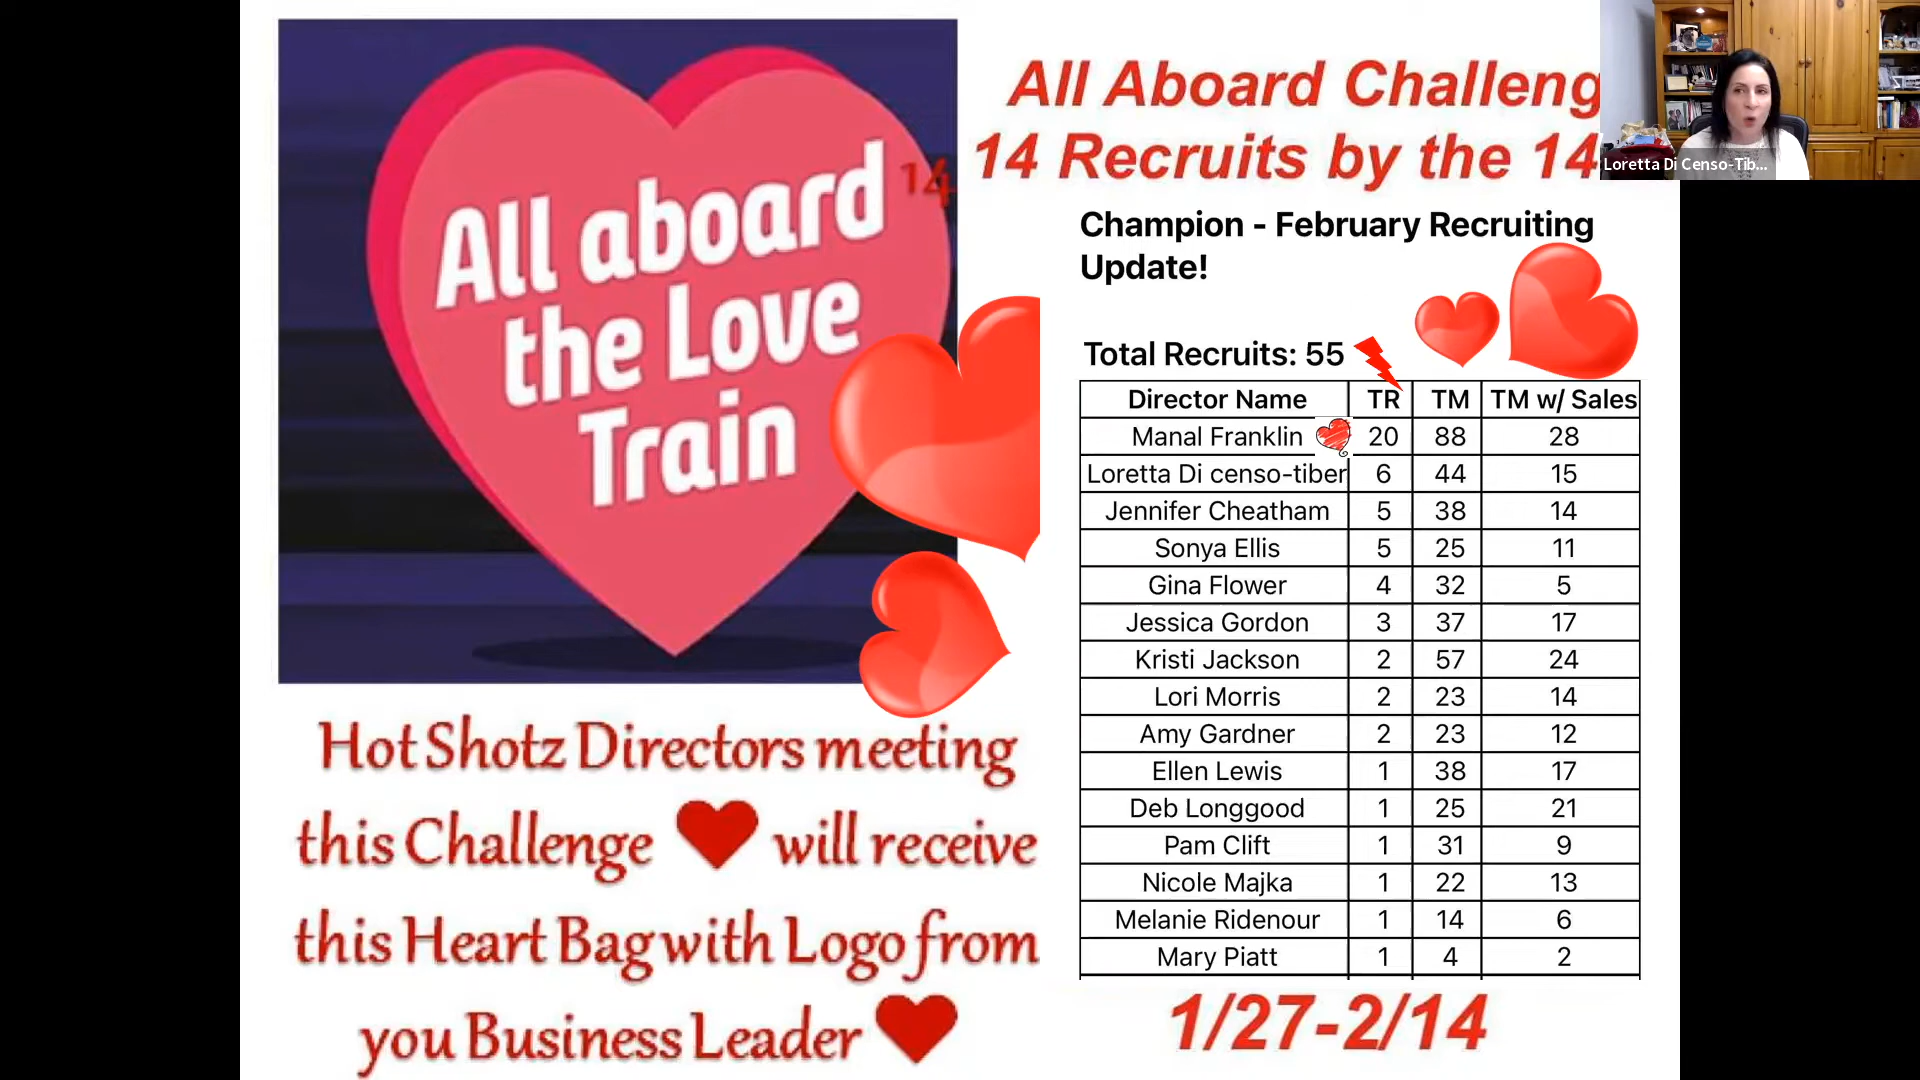 All aboard
the Love
Train
14
Hot Shotz Directors meeting
this Challenge will receive
this Heart Bag with Logo from
you Business Leader
All Aboard Challeng
14 Recruits by the 14
Loretta Di Censo-Tib...
Champion - February Recruiting
Update!
Total Recruits: 55
Director Name TR TM TM w/ Sales
Manal Franklin 20 88 28
Loretta Di censo-tiber 6 44 15
Jennifer Cheatham 5 38 14
Sonya Ellis 5 25 11
Gina Flower 4 32 5
Jessica Gordon 3 37 17
Kristi Jackson 2 57 24
Lori Morris 2 23 14
Amy Gardner 2 23 12
Ellen Lewis 1 38 17
Deb Longgood 1 25 21
Pam Clift 1 31 9
Nicole Majka 1 22 13
Melanie Ridenour 1 14 6
Mary Piatt 1 4 2
1/27-2/14